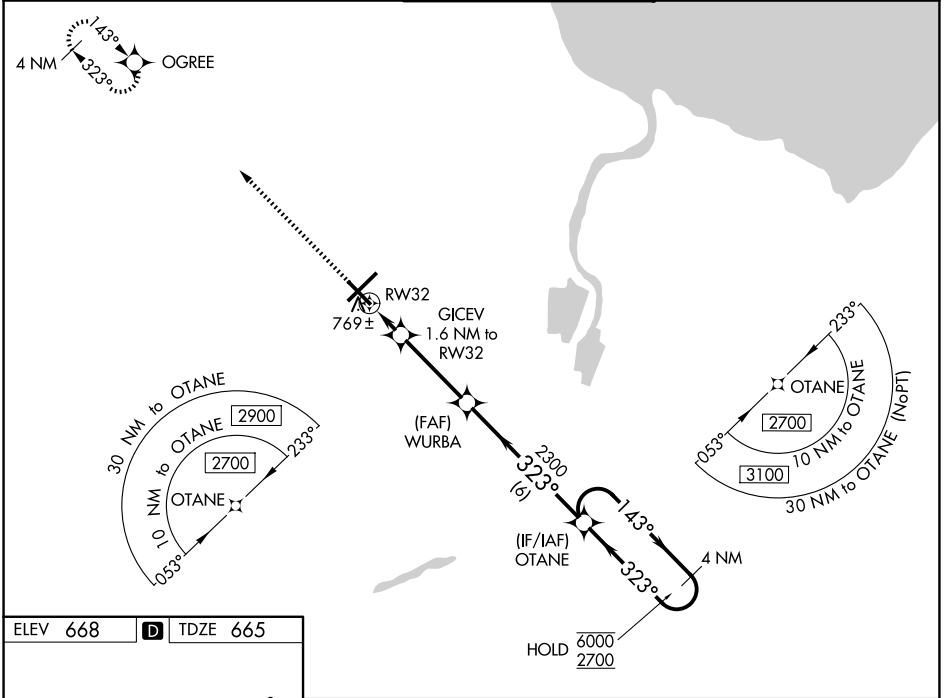 143°
4 NM
323°
OGREE
RW32
769±
GICEV
1.6 NM to
RW32
(FAF)
WURBA
2300
323°
(6)
(IF/IAF)
OTANE
143°
323°
4 NM
HOLD 6000
2700
30 NM to OTANE
2900
10 NM to OTANE
2700
233°
OTANE
053°
233°
OTANE
2700
10 NM to OTANE
053°
3100
30 NM to OTANE (NoPT)
ELEV 668 D TDZE 665